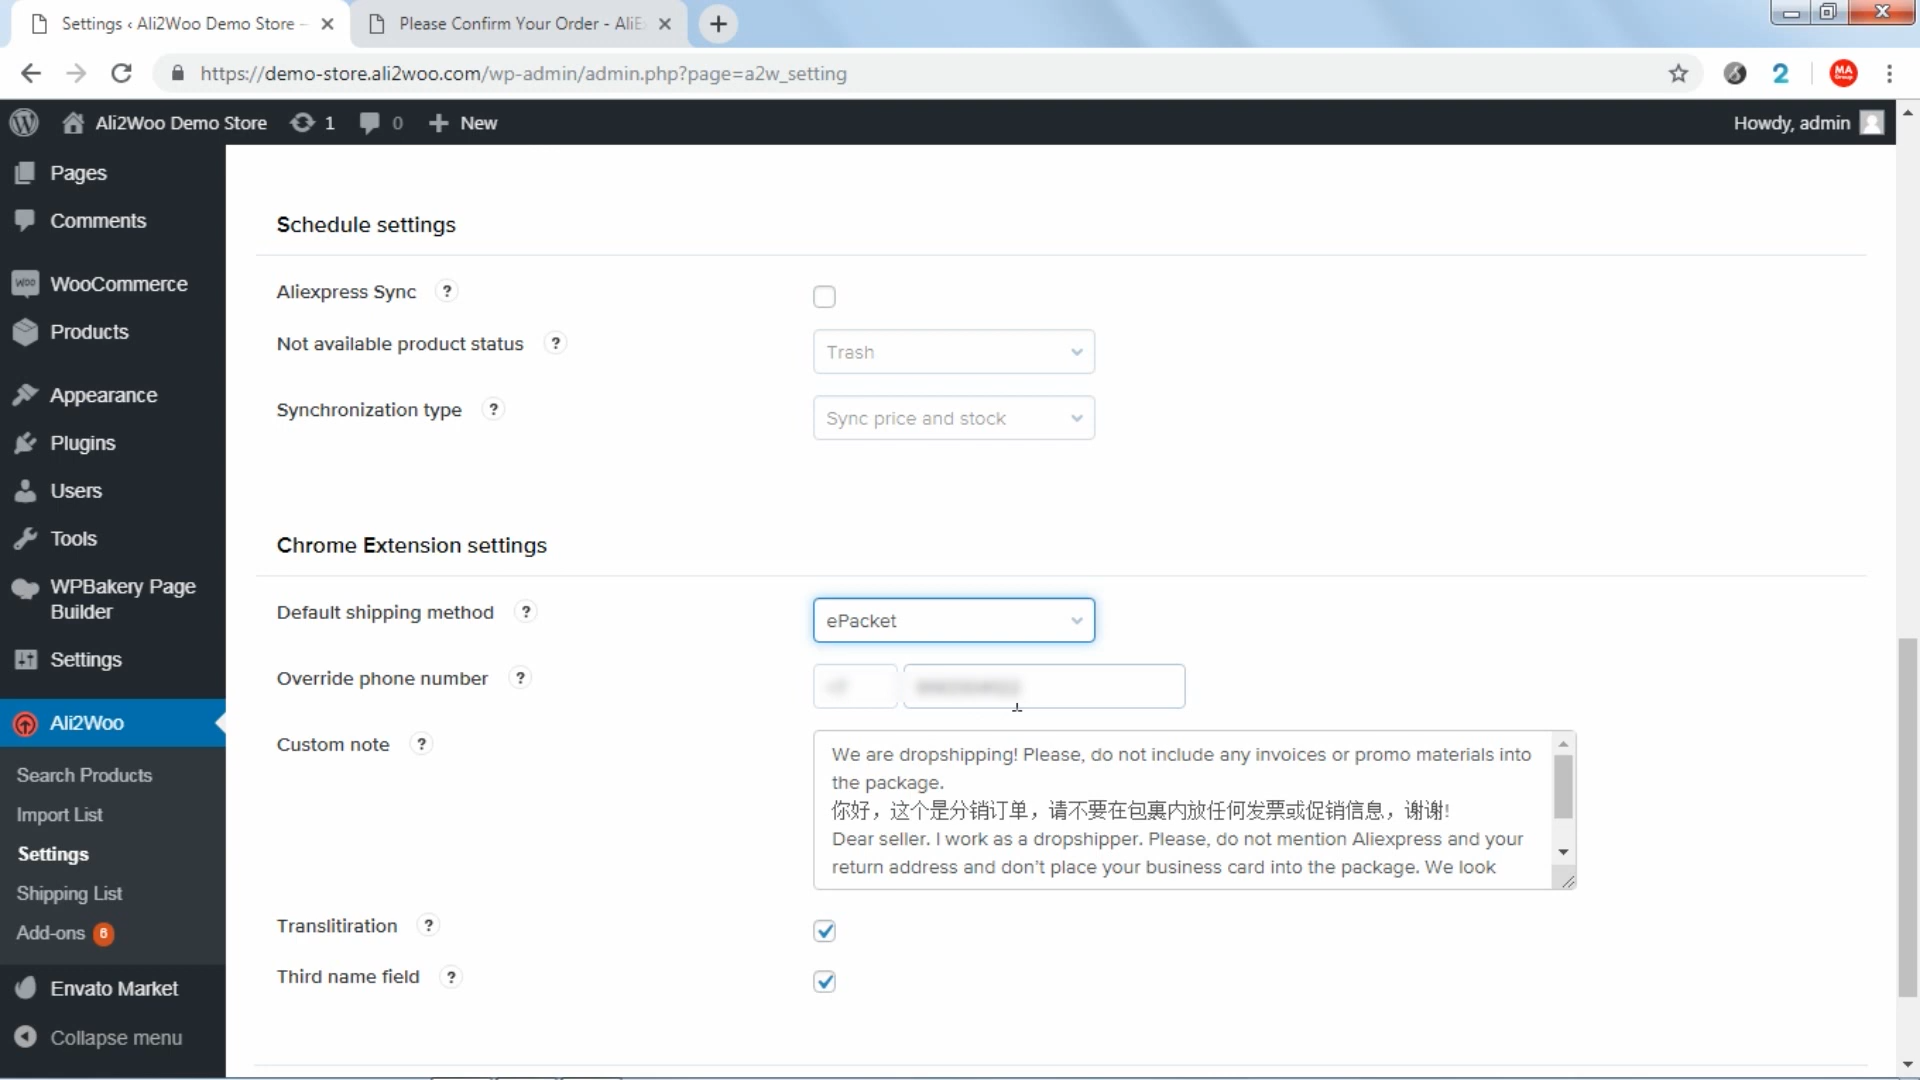 Settings ‹ Ali2Woo Demo Store –
Please Confirm Your Order - AliE
https://demo-store.ali2woo.com/wp-admin/admin.php?page=a2w_setting
2
MA
Group
Ali2Woo Demo Store
1
0
New
Howdy, admin
Pages
Comments
WooCommerce
Products
Appearance
Plugins
Users
Tools
WPBakery Page
Builder
Settings
Ali2Woo
Search Products
Import List
Settings
Shipping List
Add-ons 6
Envato Market
Collapse menu
Schedule settings
Aliexpress Sync ?
Not available product status ?
Trash
Synchronization type ?
Sync price and stock
Chrome Extension settings
Default shipping method ?
ePacket
Override phone number ?
Custom note ?
We are dropshipping! Please, do not include any invoices or promo materials into
the package.
你好，这个是分销订单，请不要在包裹内放任何发票或促销信息，谢谢!
Dear seller. I work as a dropshipper. Please, do not mention Aliexpress and your
return address and don't place your business card into the package. We look
Translitiration ?
Third name field ?